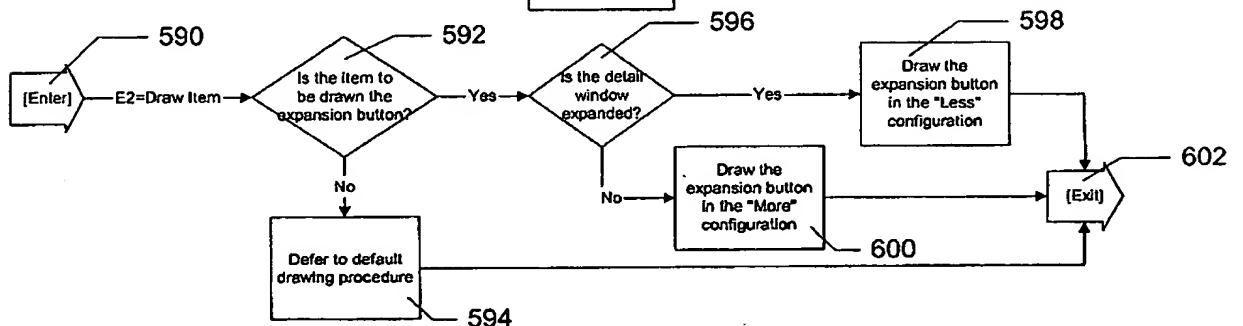 590
[Enter]
E2=Draw Item
592
Is the item to
be drawn the
expansion button?
Yes
No
594
Defer to default
drawing procedure
596
Is the detail
window
expanded?
Yes
No
598
Draw the
expansion button
in the "Less"
configuration
Draw the
expansion button
in the "More"
configuration
600
602
[Exit]